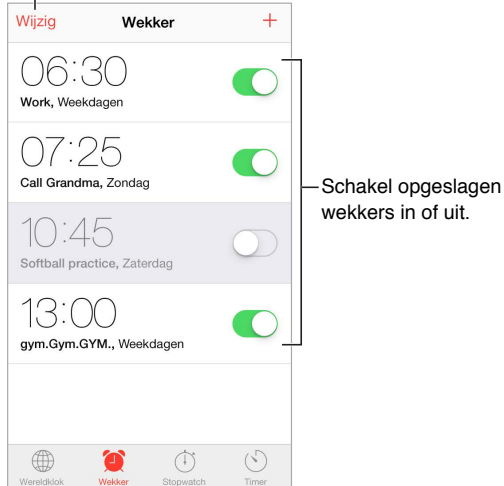 Wijzig Wekker +
06:30
Work, Weekdagen
07:25
Call Grandma, Zondag
10:45
Softball practice, Zaterdag
13:00
gym.Gym.GYM., Weekdagen
Schakel opgeslagen
wekkers in of uit.
Wereldklok Wekker Stopwatch Timer